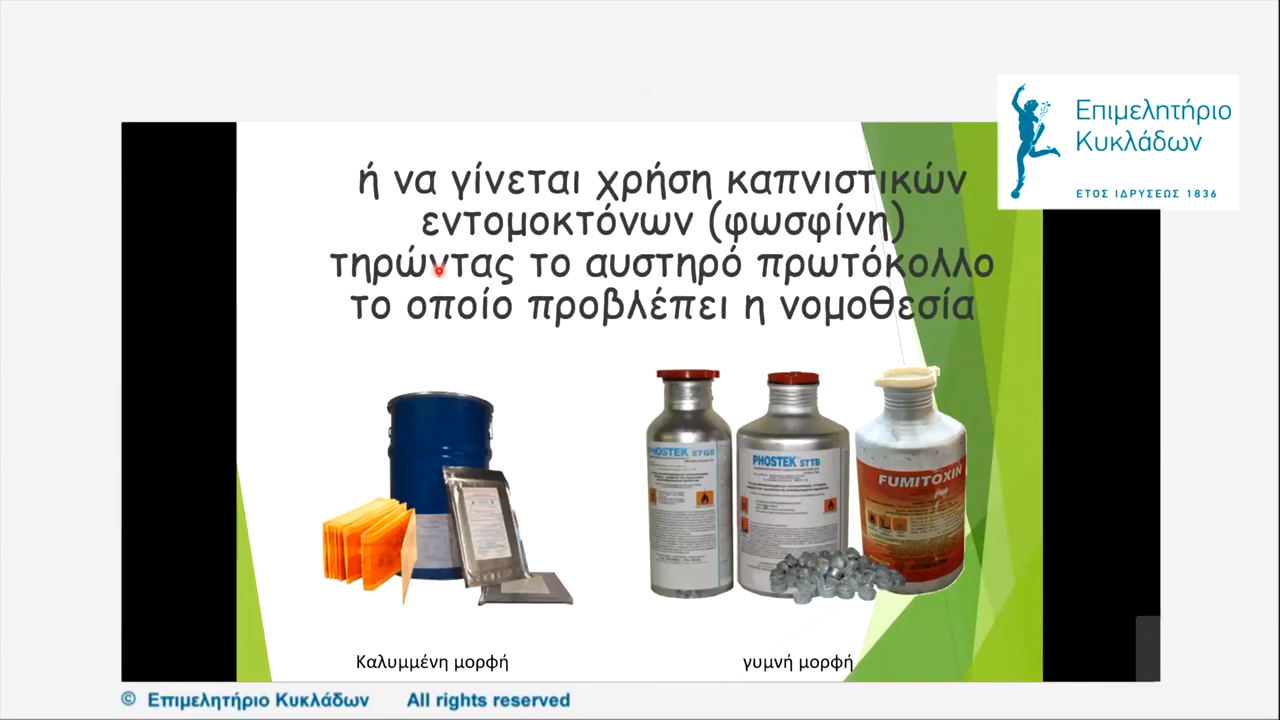 Επιμελητήριο
Κυκλάδων
ΕΤΟΣ ΙΔΡΥΣΕΩΣ 1836
ή να γίνεται χρήση καπνιστικών
εντομοκτόνων (φωσφίνη)
τηρώντας το αυστηρό πρωτόκολλο
το οποίο προβλέπει η νομοθεσία
PHOSTEK 57GE
PHOSTEK 57TB
FUMITOXIN
Καλυμμένη μορφή
γυμνή μορφή
© Επιμελητήριο Κυκλάδων All rights reserved